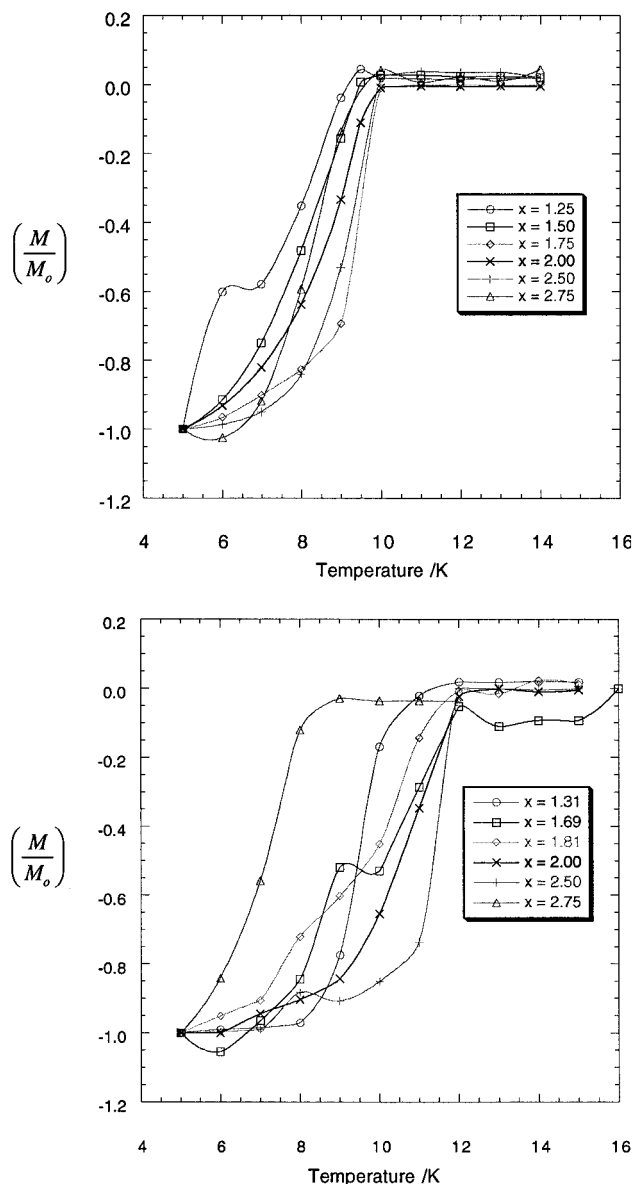 0.2
0.0
-0.2
-0.4
-0.6
-0.8
-1.0
-1.2
(M/Mo)
x = 1.25
x = 1.50
x = 1.75
x = 2.00
x = 2.50
x = 2.75
4 6 8 10 12 14 16
Temperature /K
0.2
0.0
-0.2
-0.4
-0.6
-0.8
-1.0
-1.2
(M/Mo)
x = 1.31
x = 1.69
x = 1.81
x = 2.00
x = 2.50
x = 2.75
4 6 8 10 12 14 16
Temperature /K